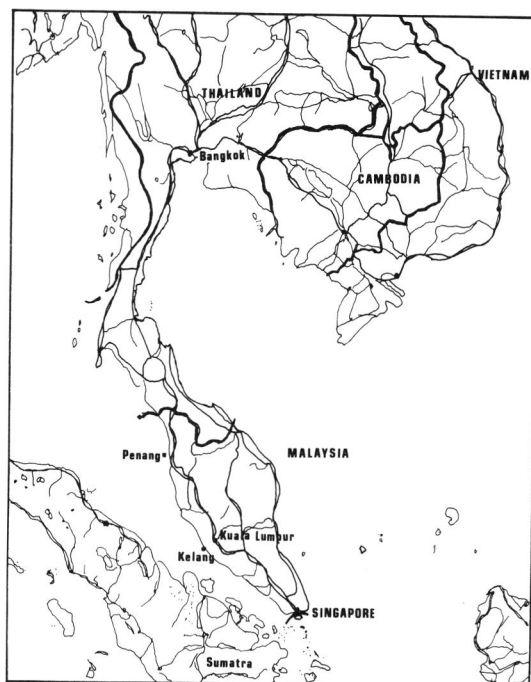 VIETNAM
THAILAND
Bangkok
CAMBODIA
Penang
MALAYSIA
Kuala Lumpur
Kelang
SINGAPORE
Sumatra